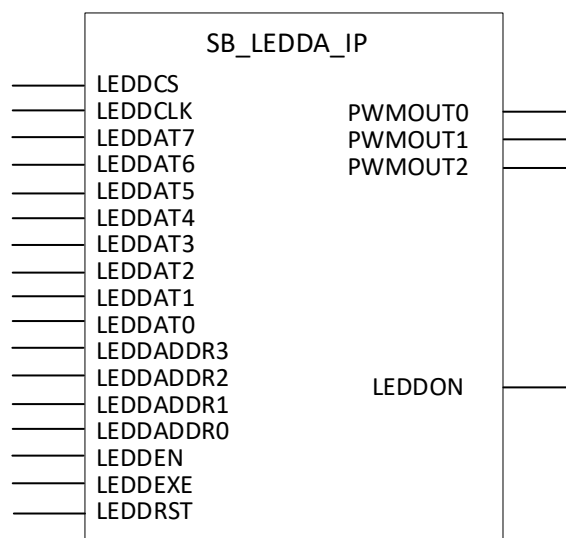 SB_LEDDA_IP
LEDDCS
LEDDCLK
LEDDAT7
LEDDAT6
LEDDAT5
LEDDAT4
LEDDAT3
LEDDAT2
LEDDAT1
LEDDAT0
LEDDADDR3
LEDDADDR2
LEDDADDR1
LEDDADDR0
LEDDEN
LEDDEXE
LEDDRST
PWMOUT0
PWMOUT1
PWMOUT2
LEDDON